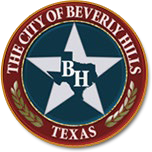 THE CITY OF BEVERLY HILLS
BH
TEXAS